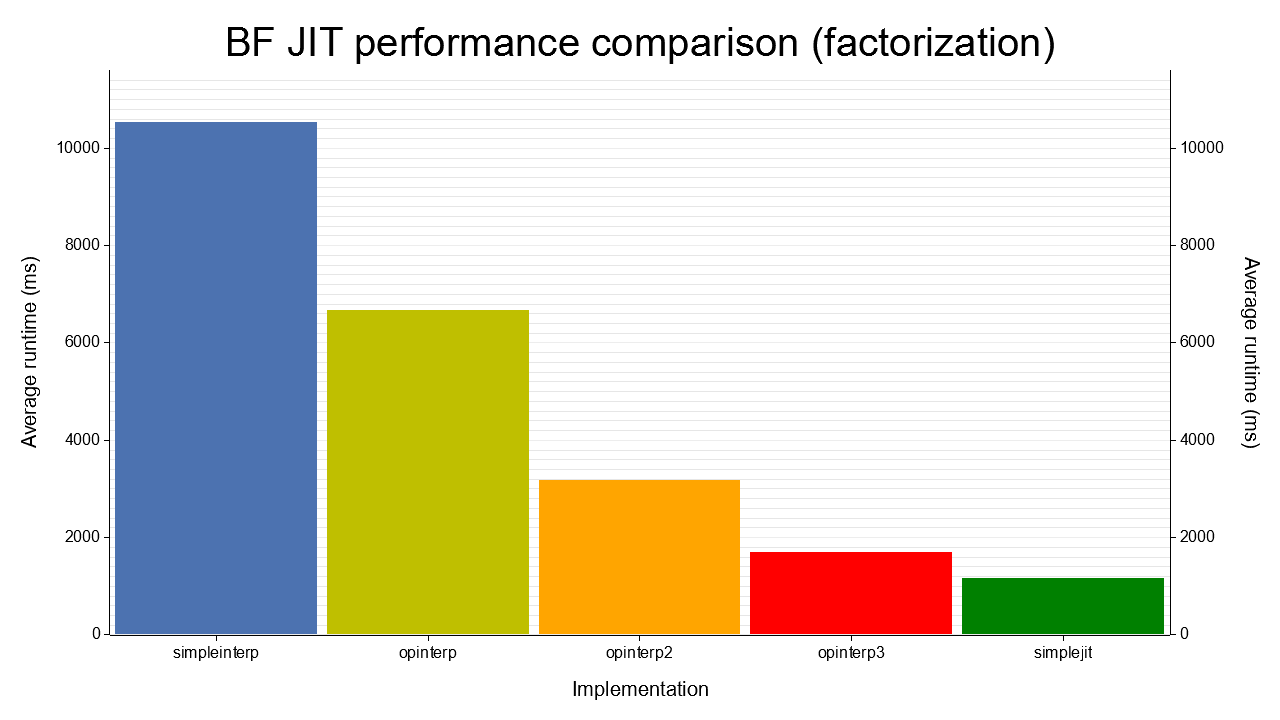 BF JIT performance comparison (factorization)
Average runtime (ms)
10000
8000
6000
4000
2000
0
10000
8000
6000
4000
2000
0
Average runtime (ms)
simpleinterp opinterp opinterp2 opinterp3 simplejit
Implementation